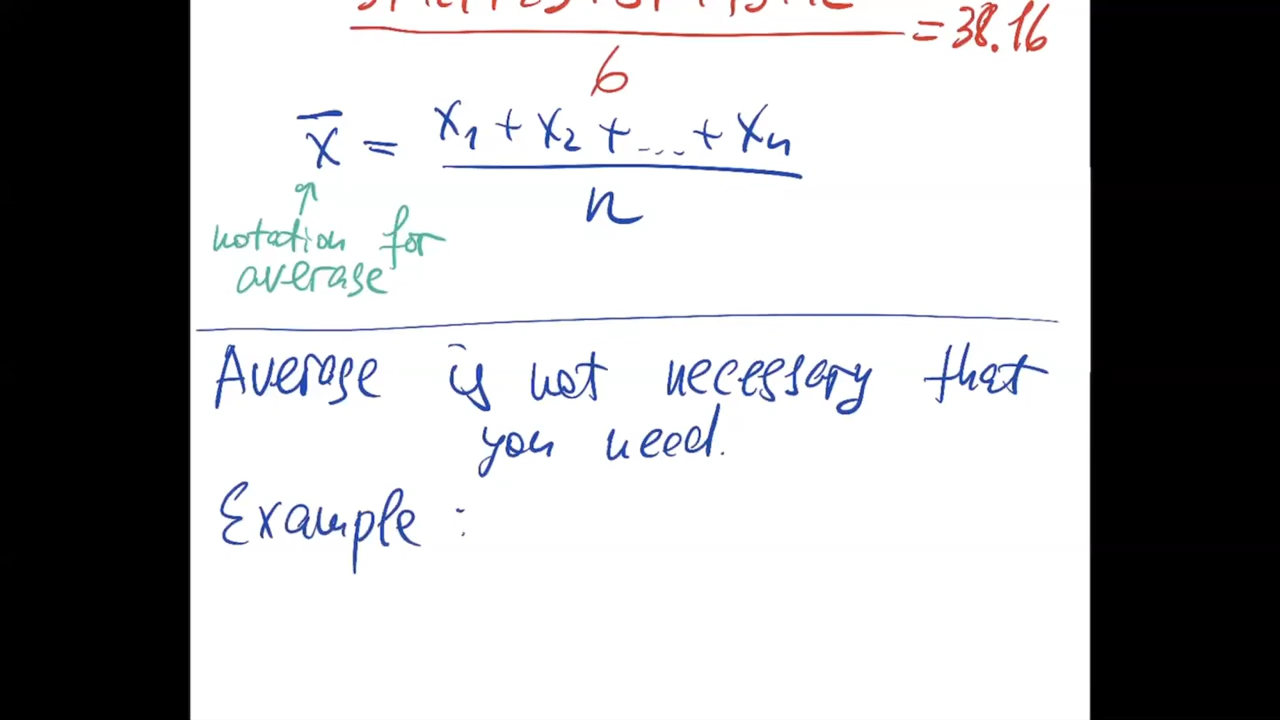 6 = 38.16
x̄ = x₁ + x₂ + ... + xₙ
n
notation for
average
Average is not necessary that
you need.
Example :